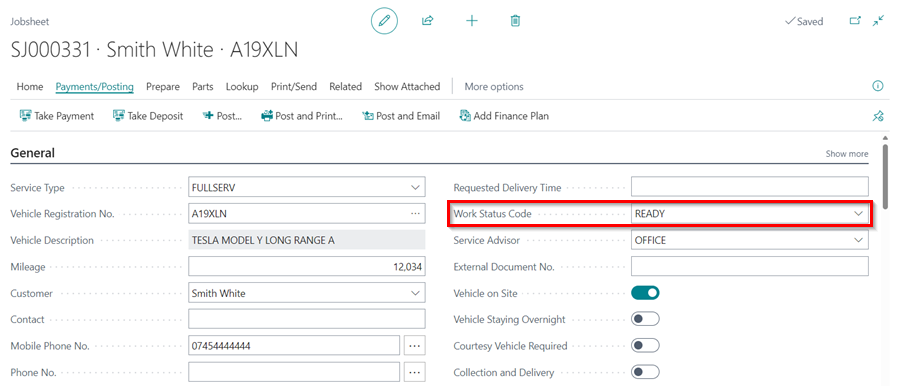 Jobsheet
Saved
SJ000331 · Smith White · A19XLN
Home Payments/Posting Prepare Parts Lookup Print/Send Related Show Attached More options
Take Payment Take Deposit Post... Post and Print... Post and Email Add Finance Plan
General Show more
Service Type FULLSERV
Vehicle Registration No. A19XLN
Vehicle Description TESLA MODEL Y LONG RANGE A
Mileage 12,034
Customer Smith White
Contact
Mobile Phone No. 07454444444
Phone No.
Requested Delivery Time
Work Status Code READY
Service Advisor OFFICE
External Document No.
Vehicle on Site
Vehicle Staying Overnight
Courtesy Vehicle Required
Collection and Delivery